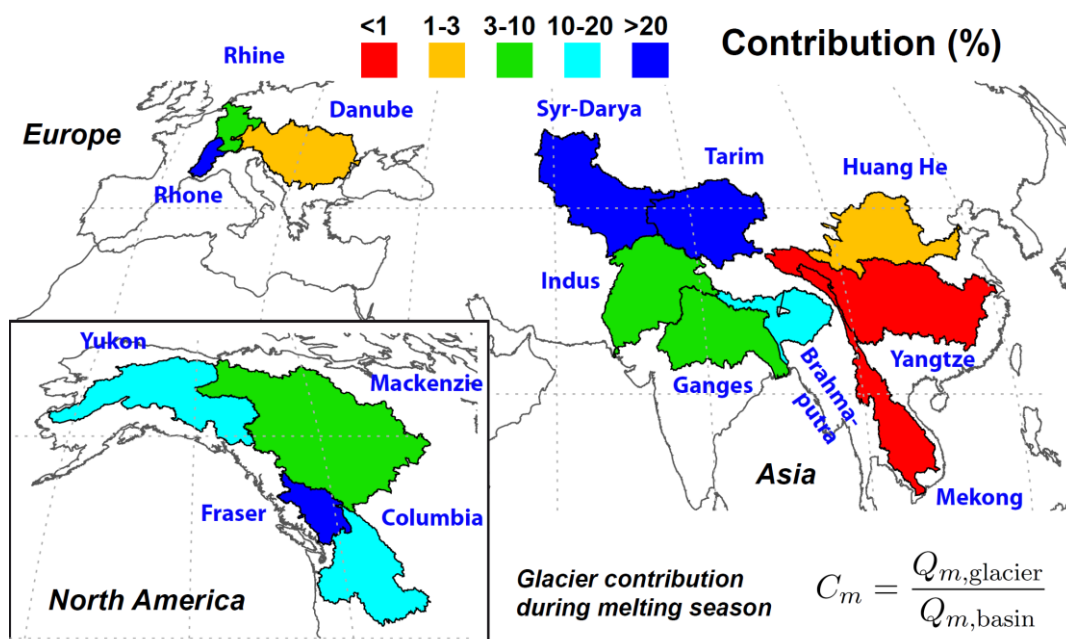 <1 1-3 3-10 10-20 >20
Contribution (%)
Rhine
Danube
Europe
Rhone
Syr-Darya
Tarim
Huang He
Indus
Ganges
Brahma-
putra
Yangtze
Asia
Mekong
Yukon
Mackenzie
Fraser
Columbia
North America
Glacier contribution
during melting season
C_m = Q_{m,glacier} / Q_{m,basin}